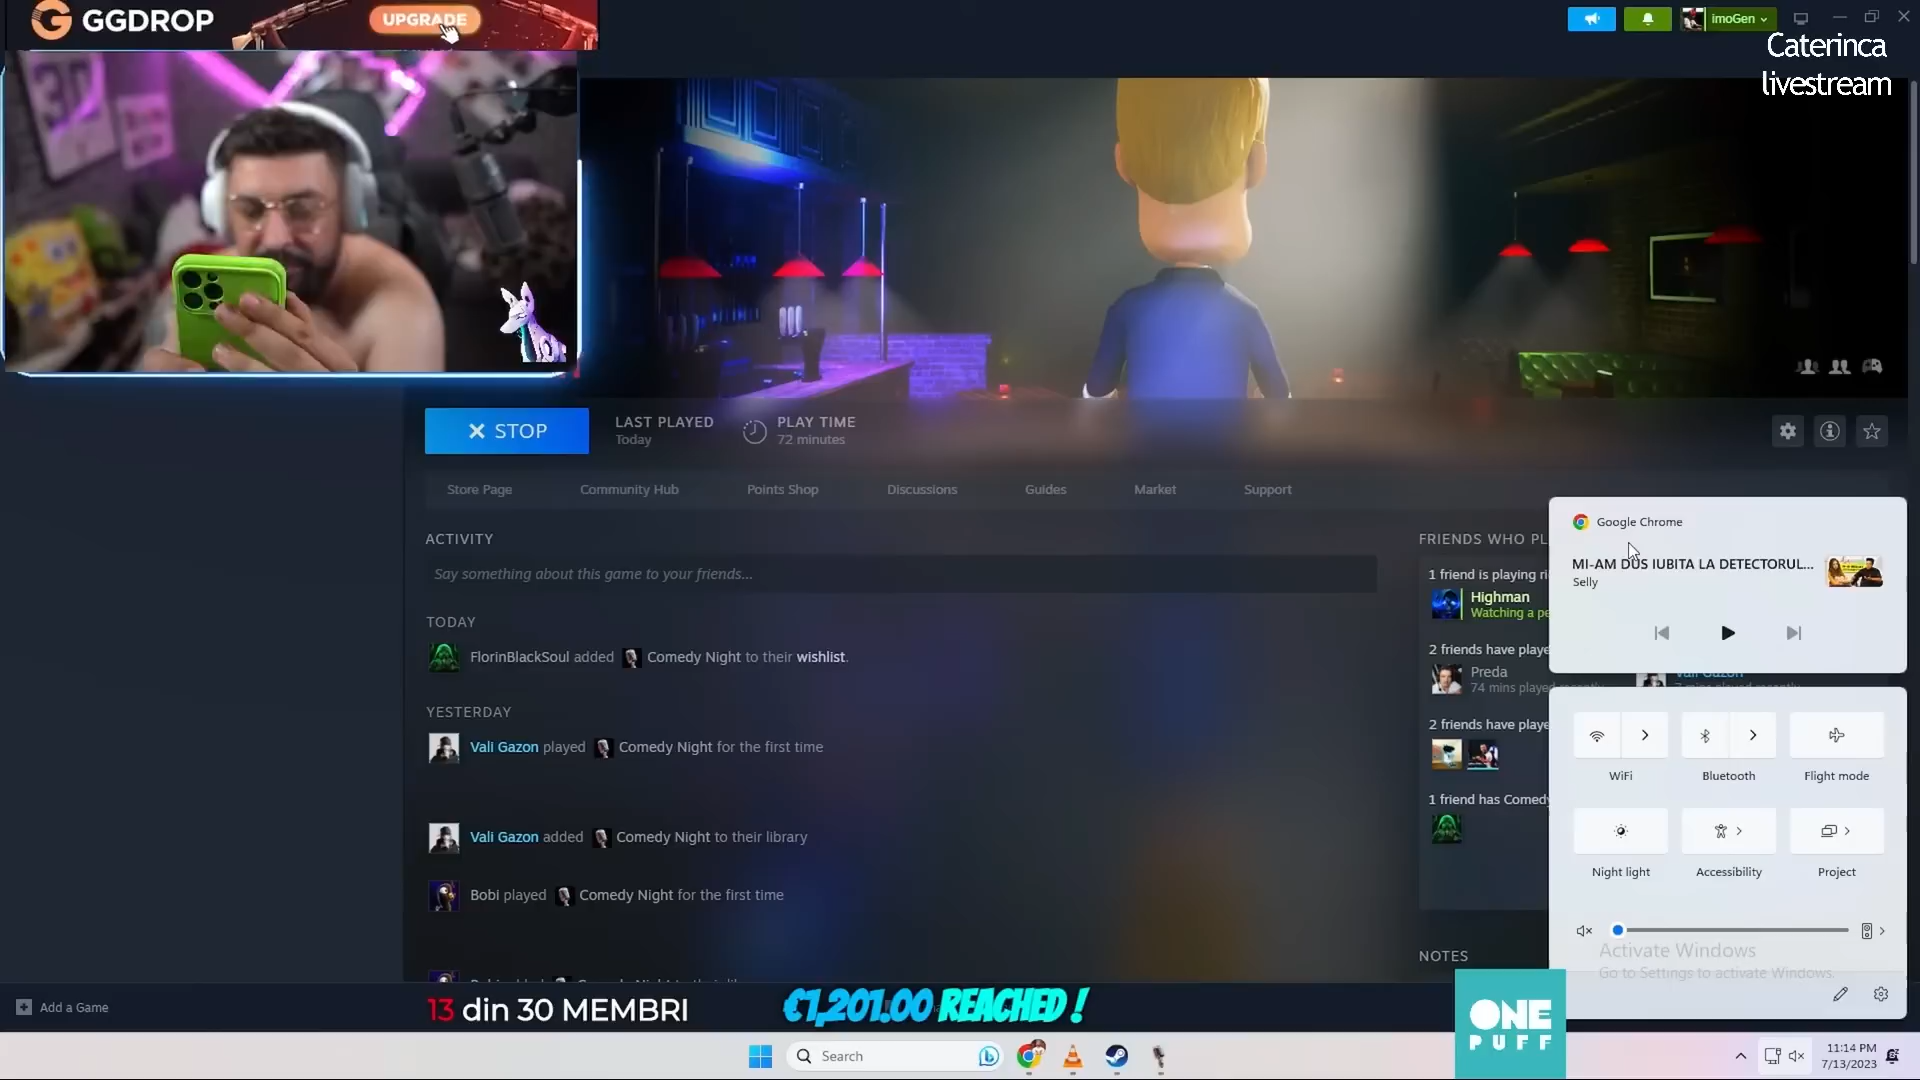 GGDROP
UPGRADE
imoGen
Caterinca
livestream
STOP
LAST PLAYED
Today
PLAY TIME
72 minutes
Store Page
Community Hub
Points Shop
Discussions
Guides
Market
Support
ACTIVITY
Say something about this game to your friends...
TODAY
FlorinBlackSoul added Comedy Night to their wishlist.
YESTERDAY
Vali Gazon played Comedy Night for the first time
Vali Gazon added Comedy Night to their library
Bobi played Comedy Night for the first time
FRIENDS WHO PL
1 friend is playing ri
Highman
Watching a pe
2 friends have playe
Preda
74 mins played recently
Vali Gazon
2 friends have playe
1 friend has Comedy
NOTES
Google Chrome
MI-AM DUS IUBITA LA DETECTORUL...
Selly
WiFi
Bluetooth
Flight mode
Night light
Accessibility
Project
Activate Windows
Go to Settings to activate Windows.
Add a Game
13 din 30 MEMBRI
€1,201.00 REACHED !
ONE
PUFF
Search
11:14 PM
7/13/2023